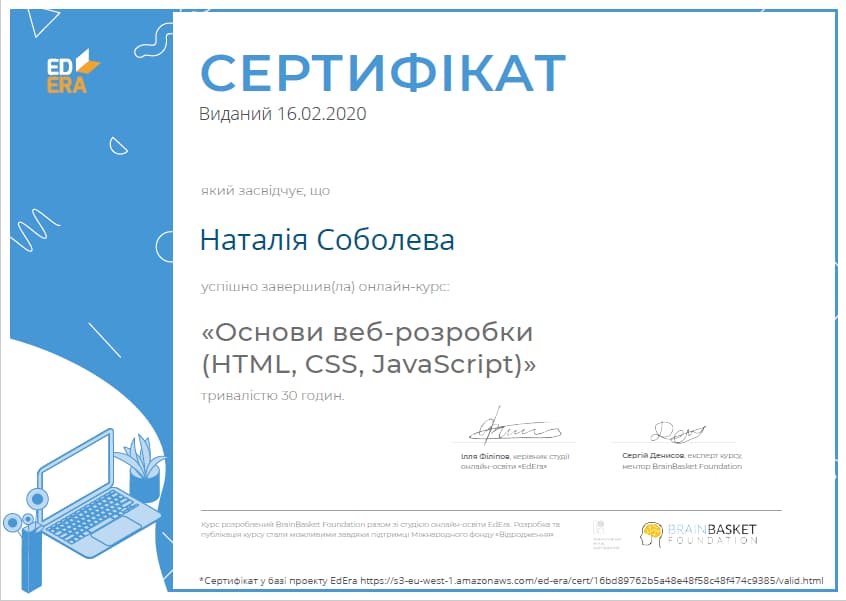 ED
ERA
СЕРТИФІКАТ
Виданий 16.02.2020
який засвідчує, що
Наталія Соболева
успішно завершив(ла) онлайн-курс:
«Основи веб-розробки
(HTML, CSS, JavaScript)»
тривалістю 30 годин.
Ілля Філіпов, керівник студії
онлайн-освіти «EdEra»
Сергій Денисов, експерт курсу,
ментор BrainBasket Foundation
Курс розроблений BrainBasket Foundation разом зі студією онлайн-освіти EdEra. Розробка та
публікація курсу стали можливими завдяки підтримці Міжнародного фонду «Відродження»
BRAINBASKET
FOUNDATION
*Сертифікат у базі проекту EdEra https://s3-eu-west-1.amazonaws.com/ed-era/cert/16bd89762b5a48e48f58c48f474c9385/valid.html